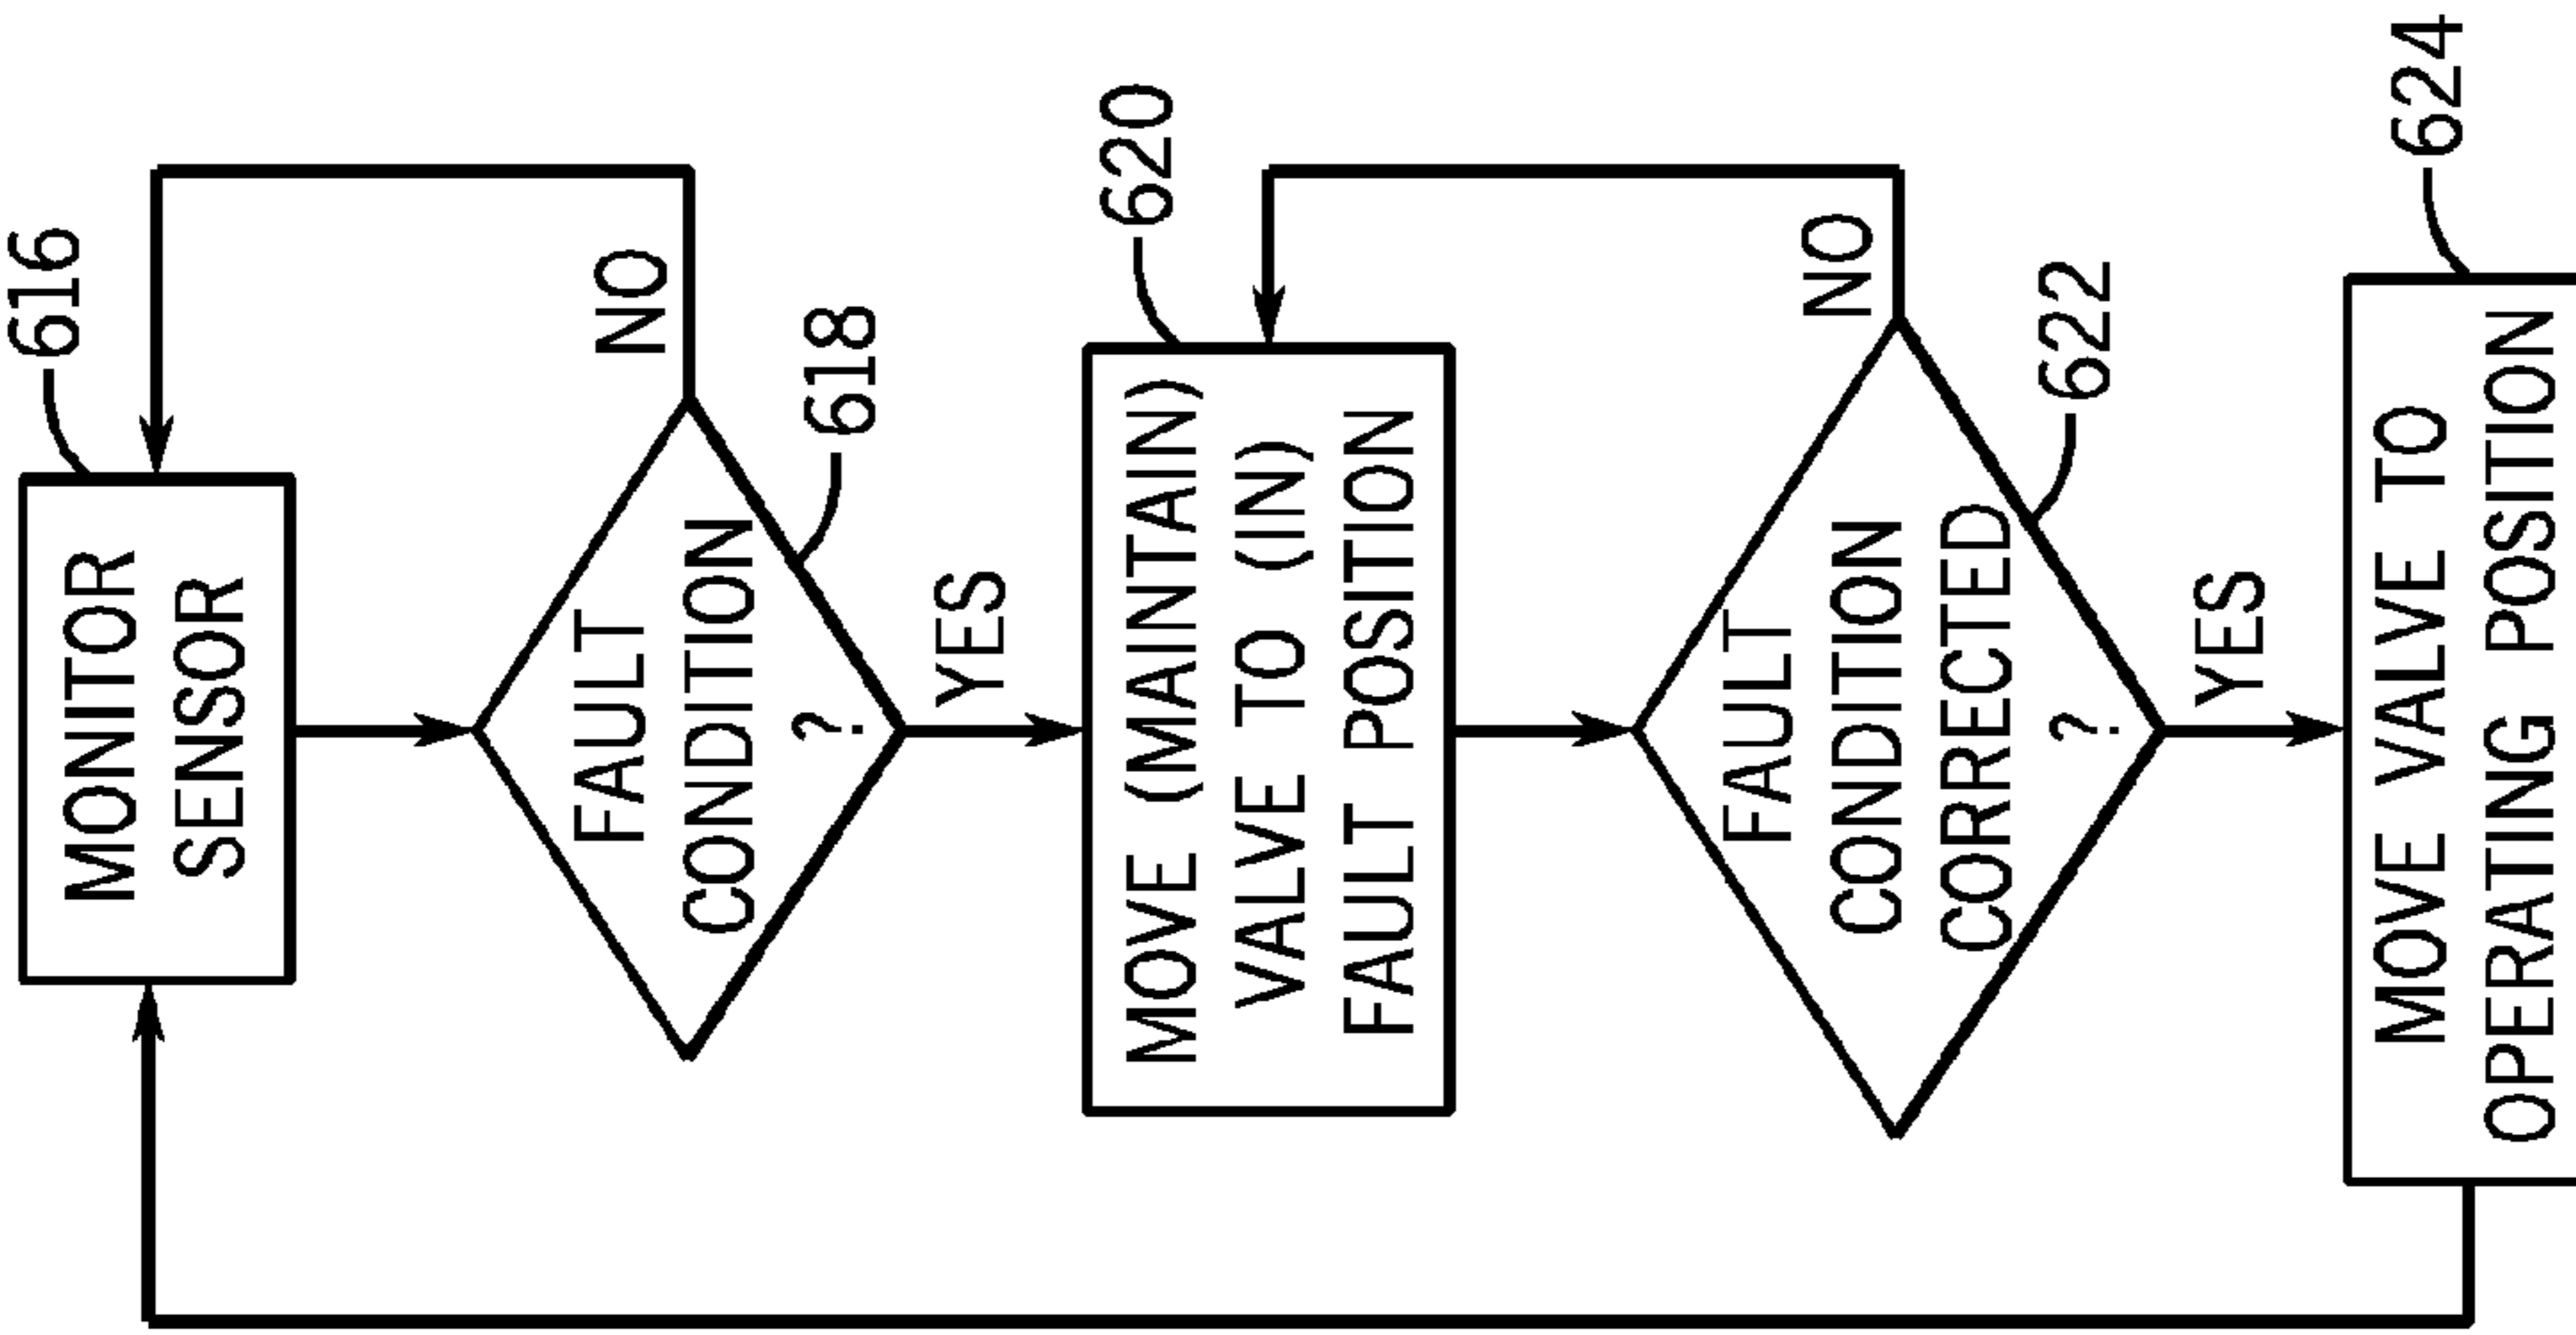 616
MONITOR
SENSOR
NO
618
FAULT
CONDITION
?
YES
620
MOVE (MAINTAIN)
VALVE TO (IN)
FAULT POSITION
NO
622
FAULT
CONDITION
CORRECTED
?
YES
624
MOVE VALVE TO
OPERATING POSITION